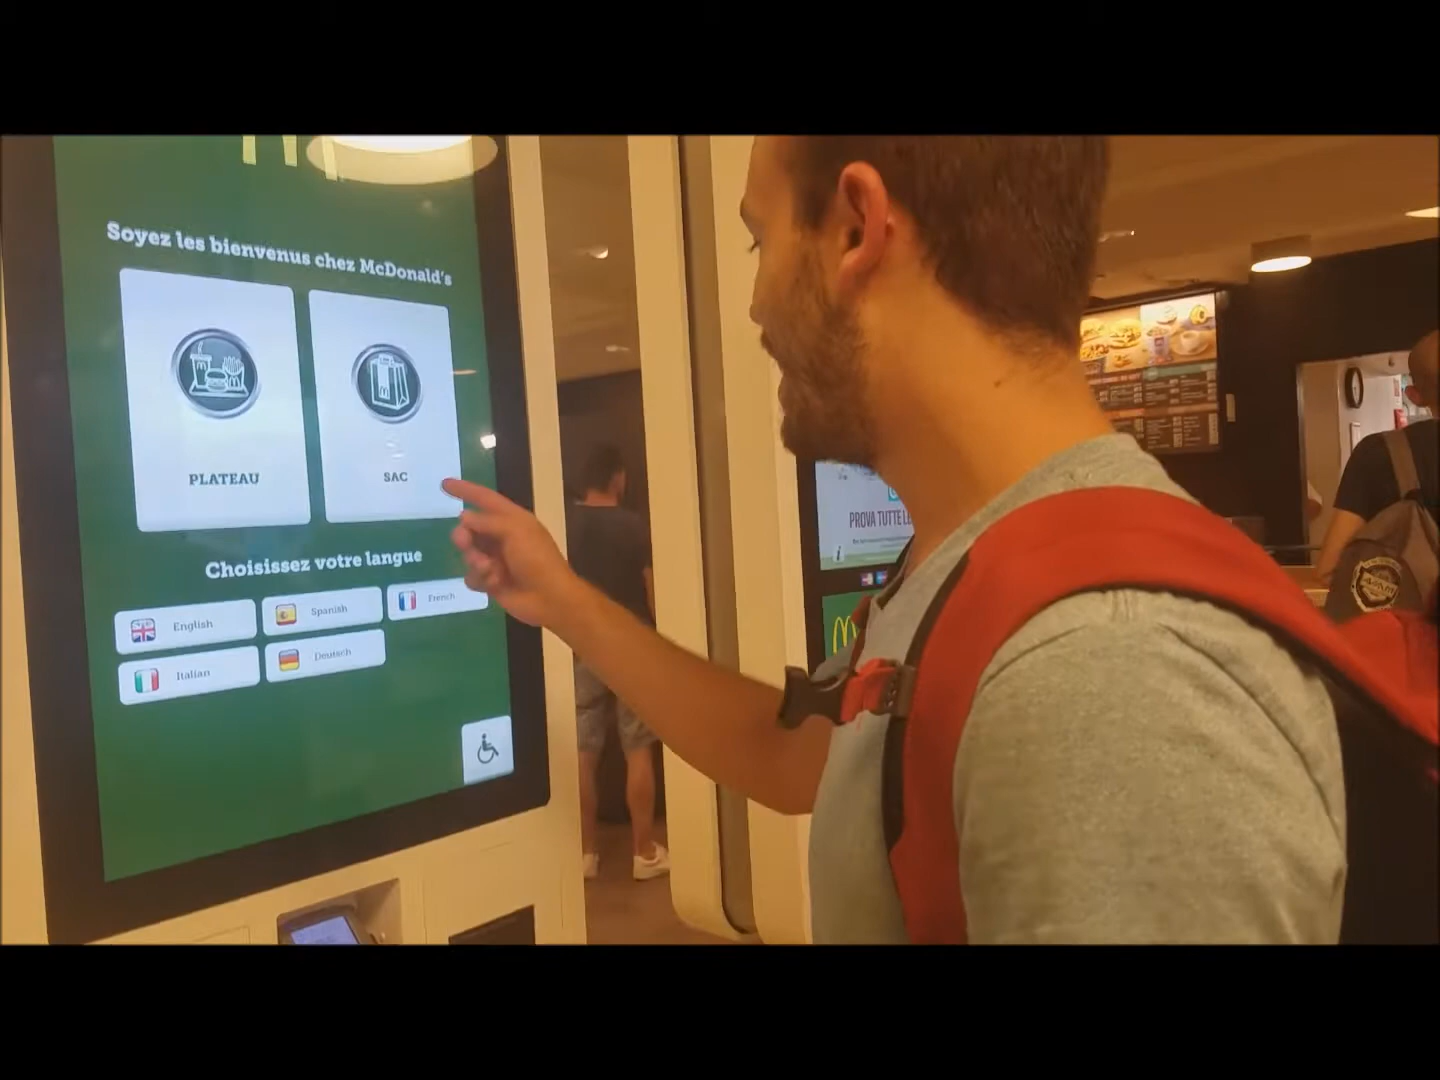 Soyez les bienvenus chez McDonald's
PLATEAU
SAC
Choisissez votre langue
English
Spanish
French
Italian
Deutsch
PROVA TUTTE LE